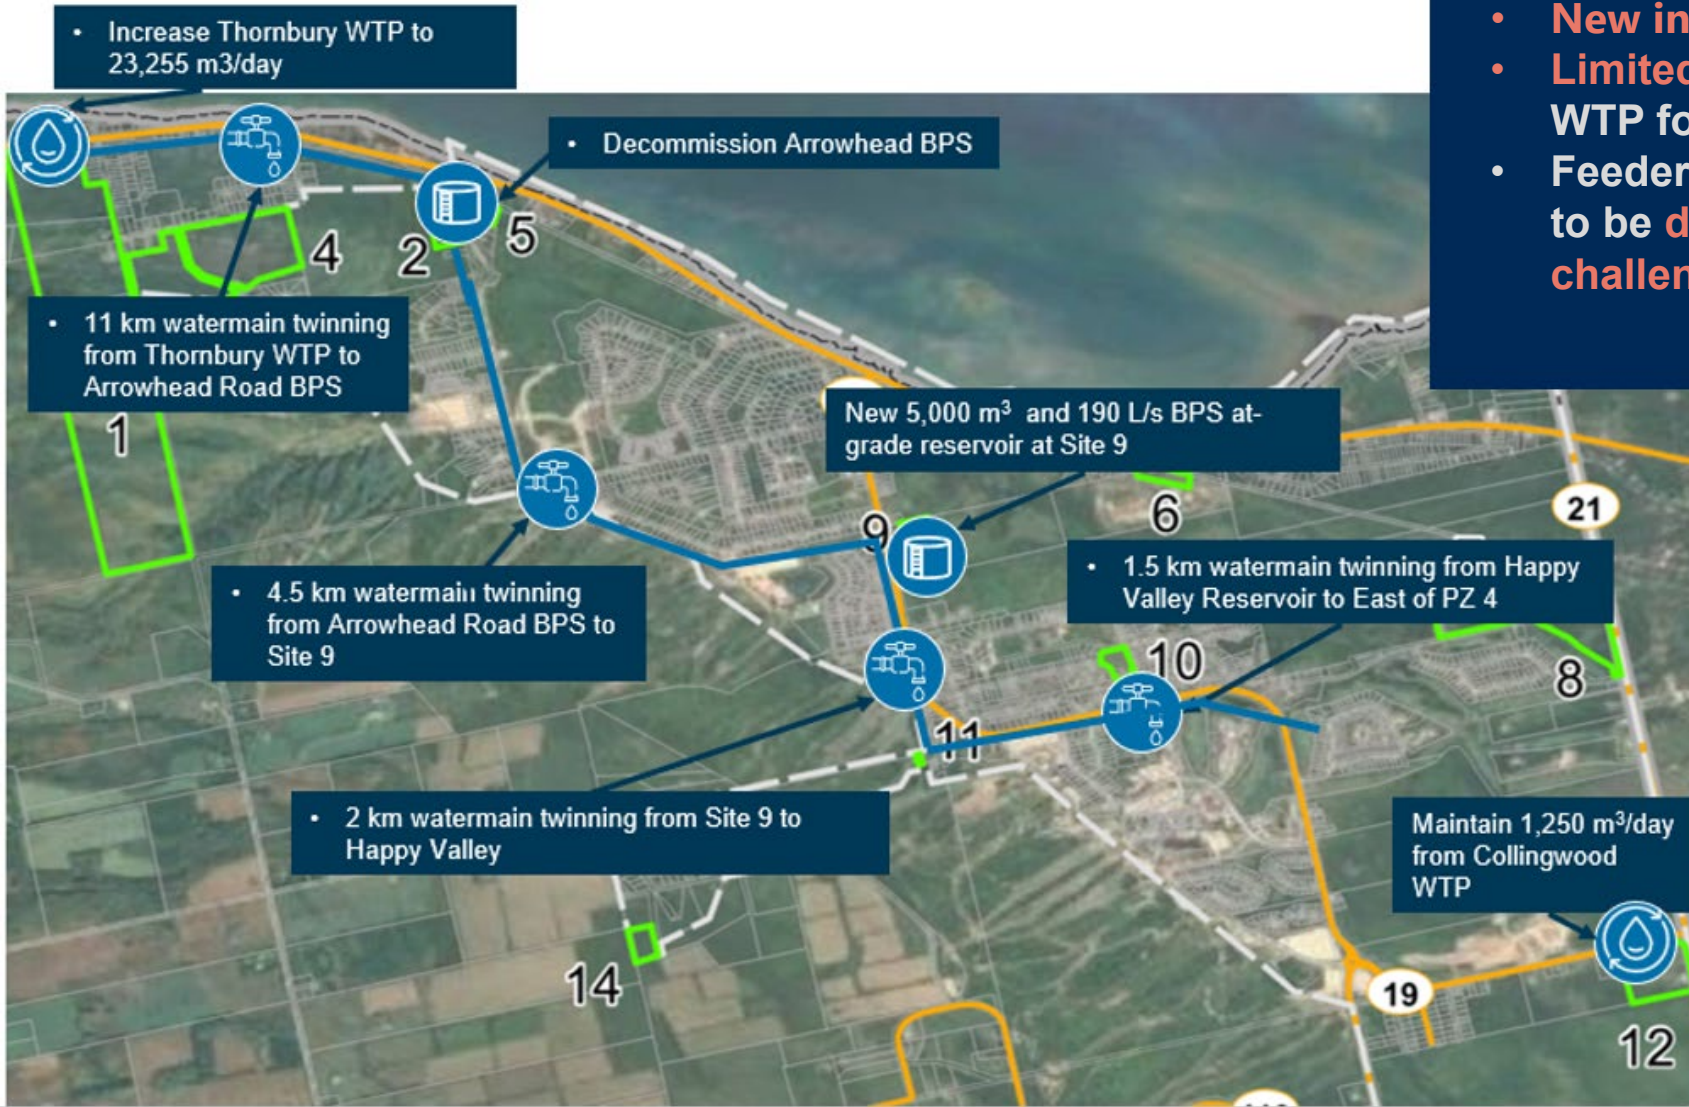 • Increase Thornbury WTP to
23,255 m3/day
• New in
• Limited
WTP fo
• Feeder
to be d
challen
• Decommission Arrowhead BPS
4
2
5
• 11 km watermain twinning
from Thornbury WTP to
Arrowhead Road BPS
1
New 5,000 m³ and 190 L/s BPS at-
grade reservoir at Site 9
6
21
9
• 1.5 km watermain twinning from Happy
Valley Reservoir to East of PZ 4
• 4.5 km watermain twinning
from Arrowhead Road BPS to
Site 9
10
8
11
• 2 km watermain twinning from Site 9 to
Happy Valley
Maintain 1,250 m³/day
from Collingwood
WTP
14
19
12